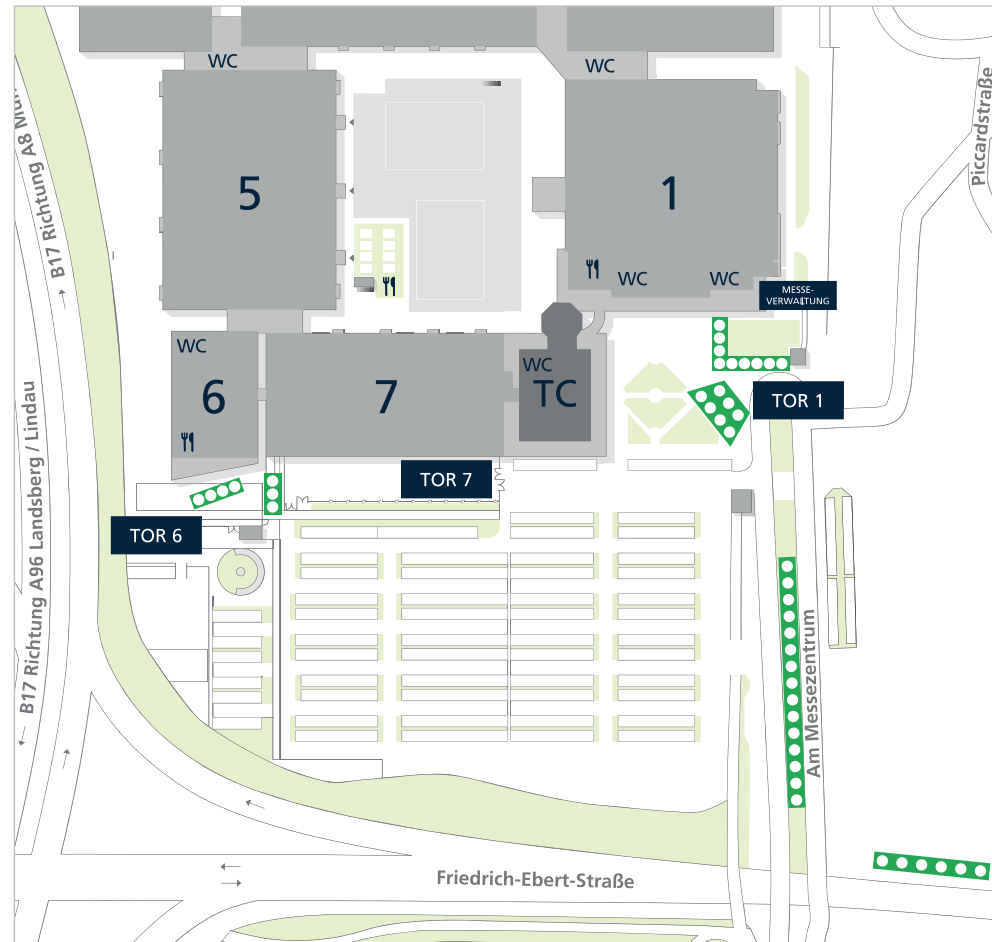 WC
WC
B17 Richtung A8
Piccardstraße
5
1
WC
WC
MESSE-
VERWALTUNG
WC
6
7
WC
TC
TOR 1
TOR 7
TOR 6
B17 Richtung A96 Landsberg / Lindau
Am Messezentrum
Friedrich-Ebert-Straße